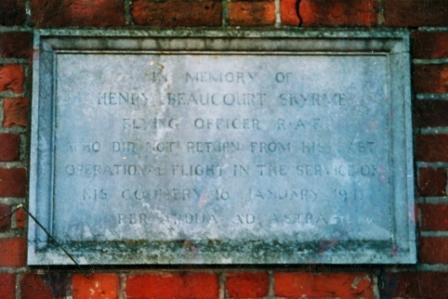 IN MEMORY OF
HENRY BEAUCOURT SKYRME
FLYING OFFICER R·A·F
WHO DID NOT RETURN FROM HIS LAST
OPERATIONAL FLIGHT IN THE SERVICE OF
HIS COUNTRY 16 JANUARY
PER ARDUA AD ASTRA